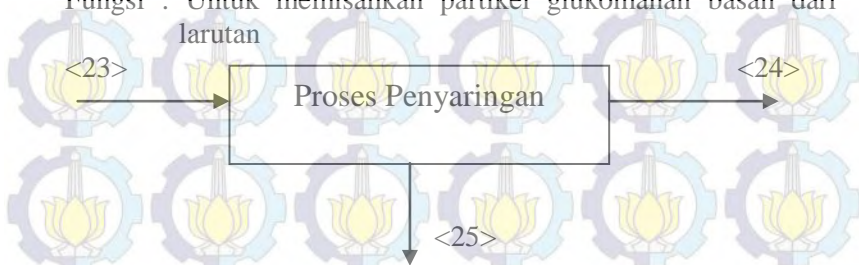 Fungsi : Untuk memisahkan partikel glukomanan basah dari
larutan
<23>
<24>
Proses Penyaringan
<25>